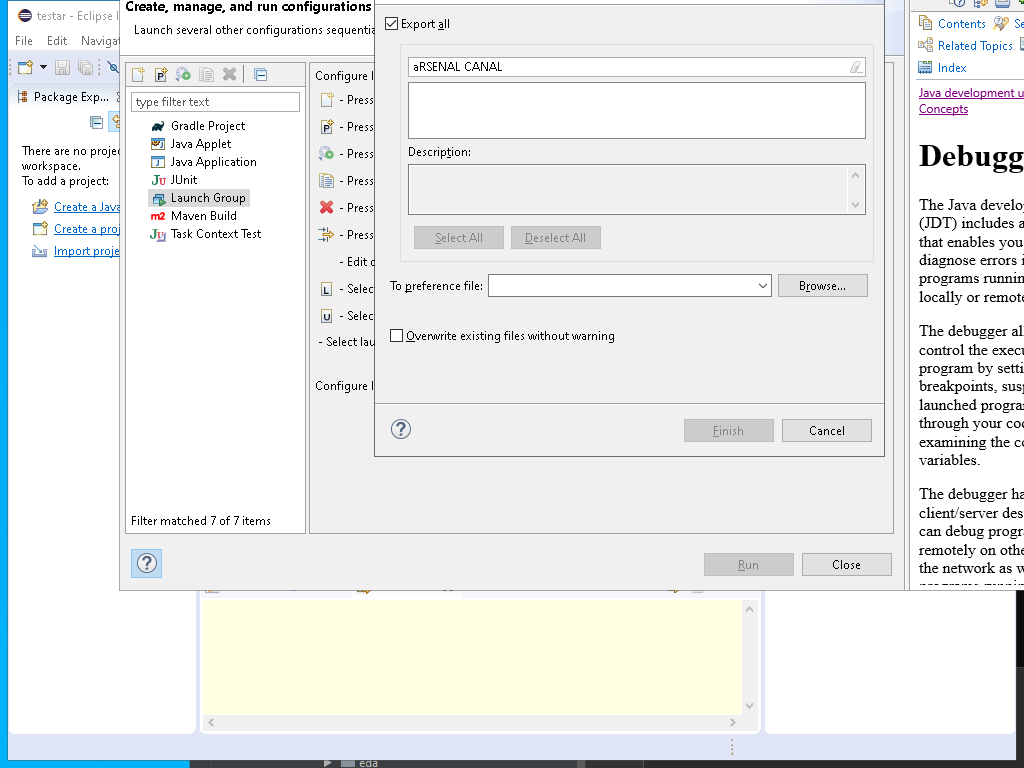 testar - Eclipse I
File Edit Navigat
Package Exp...
There are no projec
workspace.
To add a project:
Create a Java
Create a proj
Import proje
Create, manage, and run configurations
Launch several other configurations sequentia
type filter text
Gradle Project
Java Applet
Java Application
JUnit
Launch Group
Maven Build
Task Context Test
Filter matched 7 of 7 items
Configure l
- Press
- Press
- Press
- Press
- Press
- Press
- Edit o
- Selec
- Selec
- Select lau
Configure l
Run
Close
Export all
aRSENAL CANAL
Description:
Select All
Deselect All
To preference file:
Browse...
Overwrite existing files without warning
Finish
Cancel
Contents
Se
Related Topics
Index
Java development u
Concepts
Debugg
The Java develop
(JDT) includes a
that enables you
diagnose errors i
programs runnin
locally or remote
The debugger all
control the execu
program by setti
breakpoints, susp
launched program
through your cod
examining the co
variables.
The debugger ha
client/server des
can debug progra
remotely on othe
the network as w
eda